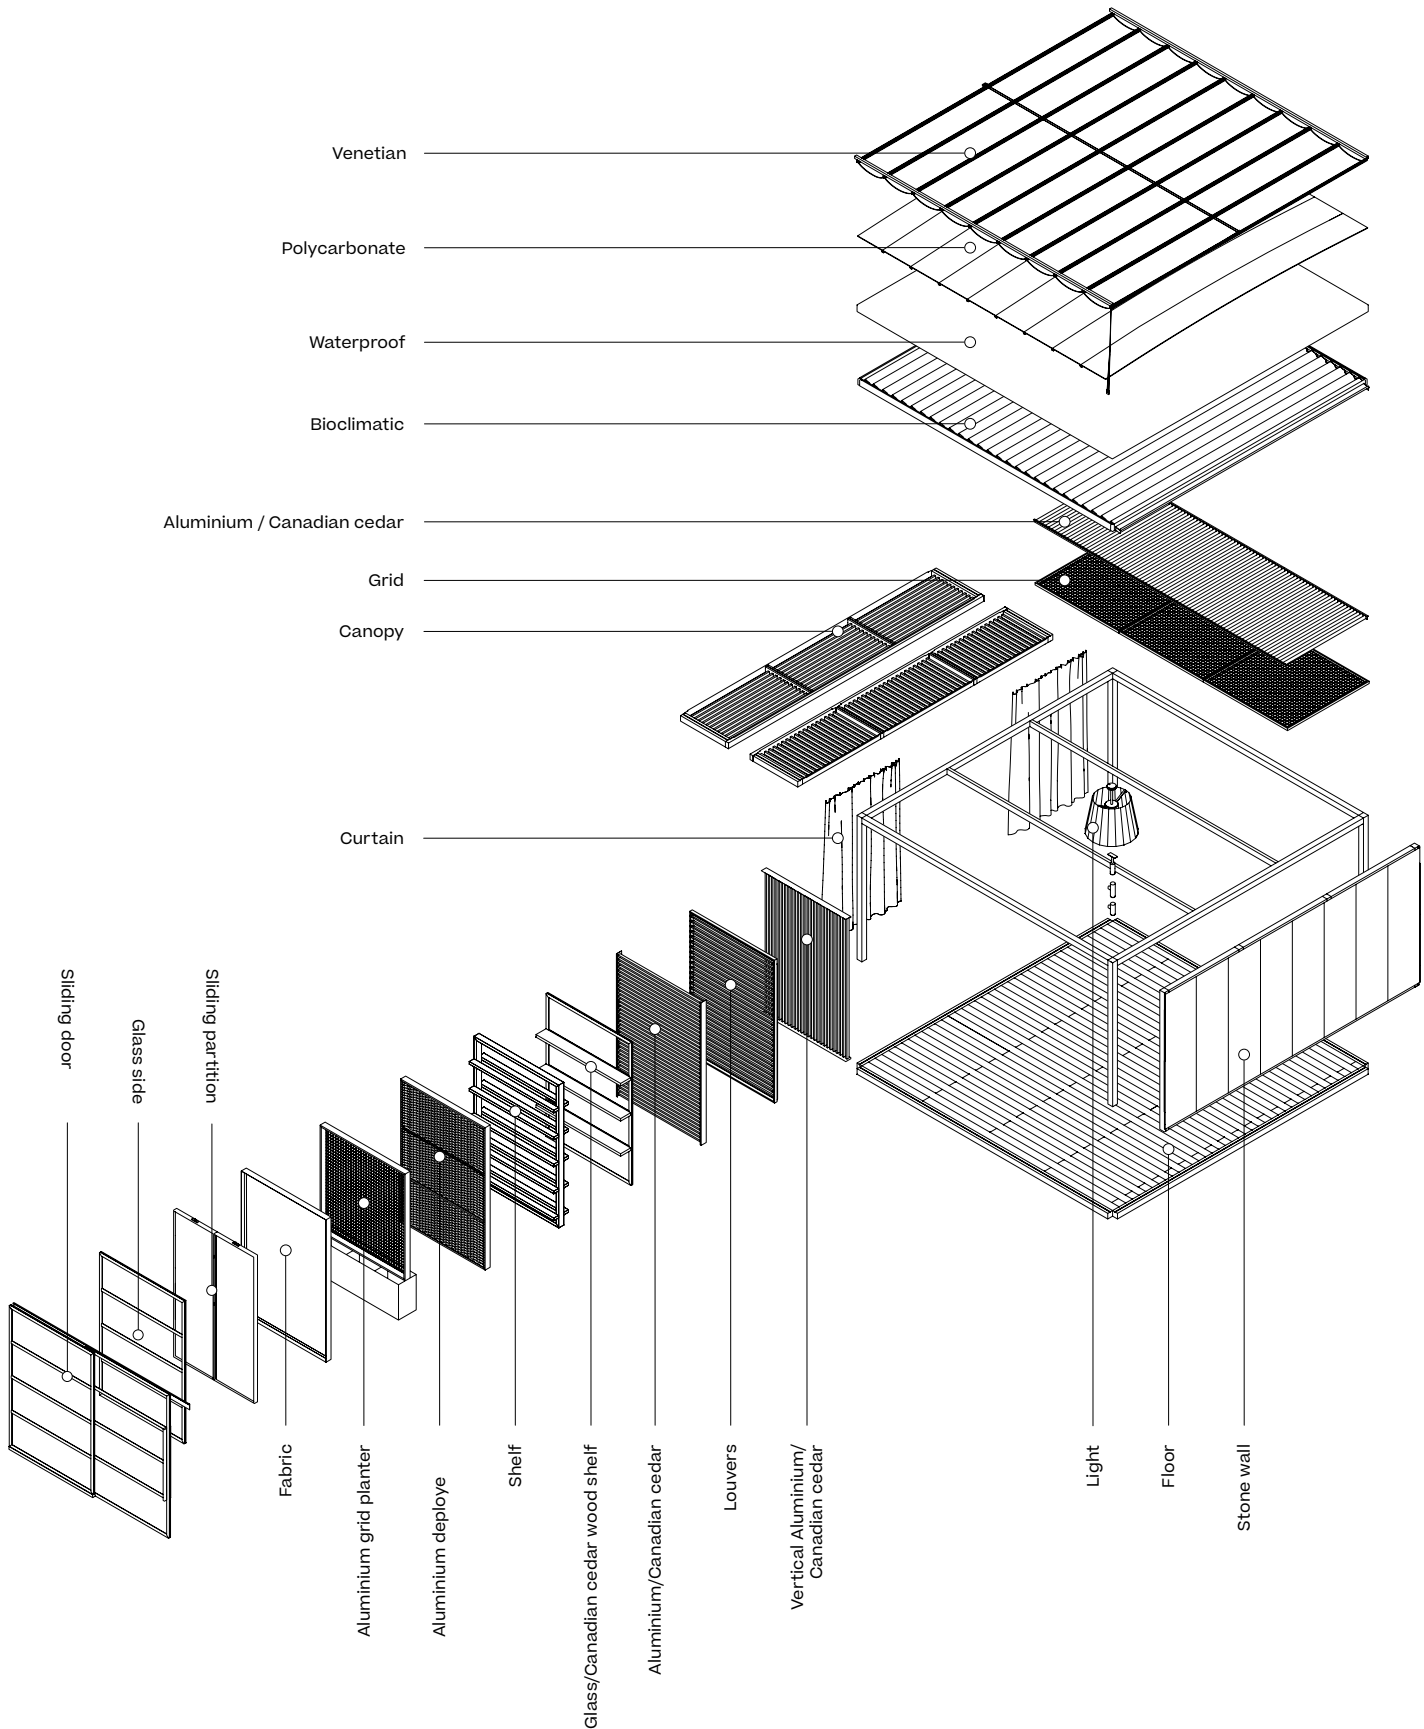 Venetian
Polycarbonate
Waterproof
Bioclimatic
Aluminium / Canadian cedar
Grid
Canopy
Curtain
Sliding door
Glass side
Sliding partition
Fabric
Aluminium grid planter
Aluminium deploye
Shelf
Glass/Canadian cedar wood shelf
Aluminium/Canadian cedar
Louvers
Vertical Aluminium/
Canadian cedar
Light
Floor
Stone wall